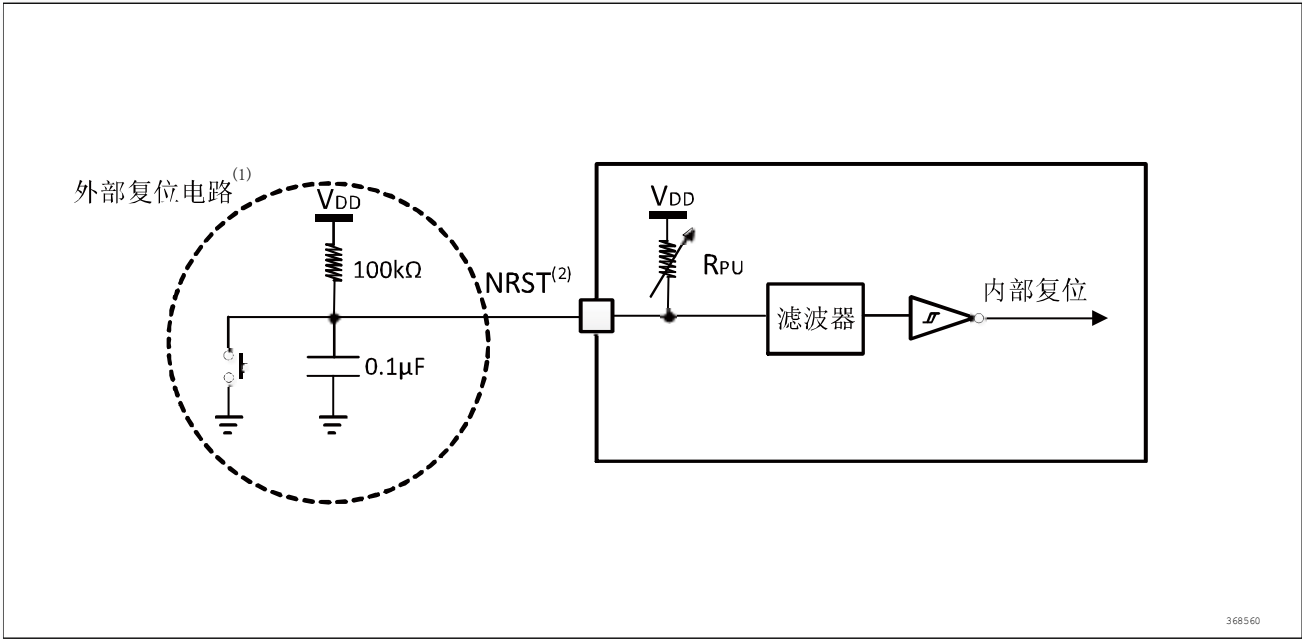 外部复位电路(1)
VDD
100kΩ
0.1μF
NRST(2)
VDD
RPU
滤波器
内部复位
368560